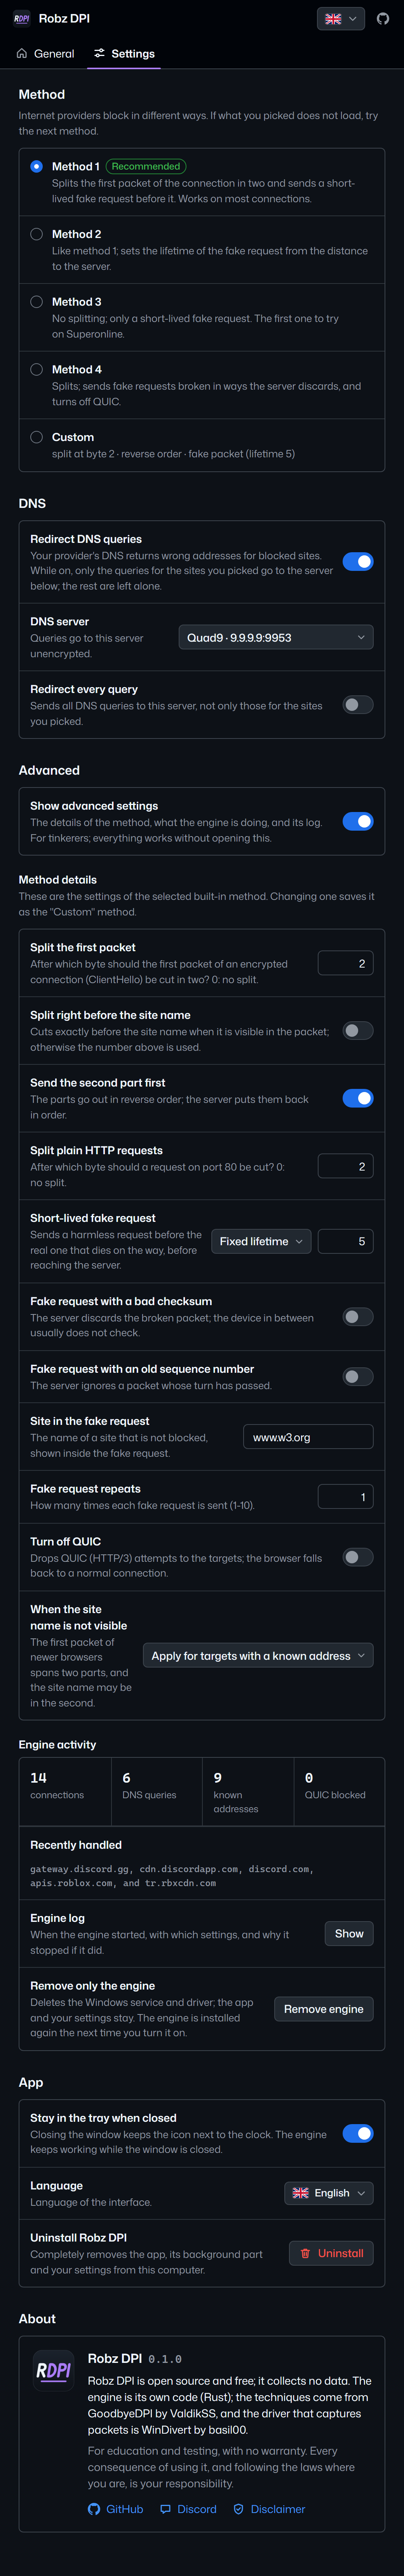 RDPI Robz DPI
General Settings
Method
Internet providers block in different ways. If what you picked does not load, try
the next method.
Method 1 Recommended
Splits the first packet of the connection in two and sends a short-
lived fake request before it. Works on most connections.
Method 2
Like method 1; sets the lifetime of the fake request from the distance
to the server.
Method 3
No splitting; only a short-lived fake request. The first one to try
on Superonline.
Method 4
Splits; sends fake requests broken in ways the server discards, and
turns off QUIC.
Custom
split at byte 2 · reverse order · fake packet (lifetime 5)
DNS
Redirect DNS queries
Your provider's DNS returns wrong addresses for blocked sites.
While on, only the queries for the sites you picked go to the server
below; the rest are left alone.
DNS server
Queries go to this server
unencrypted.
Quad9 · 9.9.9.9:9953
Redirect every query
Sends all DNS queries to this server, not only those for the sites
you picked.
Advanced
Show advanced settings
The details of the method, what the engine is doing, and its log.
For tinkerers; everything works without opening this.
Method details
These are the settings of the selected built-in method. Changing one saves it
as the "Custom" method.
Split the first packet
After which byte should the first packet of an encrypted
connection (ClientHello) be cut in two? 0: no split.
2
Split right before the site name
Cuts exactly before the site name when it is visible in the packet;
otherwise the number above is used.
Send the second part first
The parts go out in reverse order; the server puts them back
in order.
Split plain HTTP requests
After which byte should a request on port 80 be cut? 0:
no split.
2
Short-lived fake request
Sends a harmless request before the
real one that dies on the way, before
reaching the server.
Fixed lifetime 5
Fake request with a bad checksum
The server discards the broken packet; the device in between
usually does not check.
Fake request with an old sequence number
The server ignores a packet whose turn has passed.
Site in the fake request
The name of a site that is not blocked,
shown inside the fake request.
www.w3.org
Fake request repeats
How many times each fake request is sent (1-10).
1
Turn off QUIC
Drops QUIC (HTTP/3) attempts to the targets; the browser falls
back to a normal connection.
When the site
name is not visible
The first packet of
newer browsers
spans two parts, and
the site name may be
in the second.
Apply for targets with a known address
Engine activity
14 6 9 0
connections DNS queries known addresses QUIC blocked
Recently handled
gateway.discord.gg, cdn.discordapp.com, discord.com,
apis.roblox.com, and tr.rbxcdn.com
Engine log
When the engine started, with which settings, and why it
stopped if it did.
Show
Remove only the engine
Deletes the Windows service and driver; the app
and your settings stay. The engine is installed
again the next time you turn it on.
Remove engine
App
Stay in the tray when closed
Closing the window keeps the icon next to the clock. The engine
keeps working while the window is closed.
Language
Language of the interface.
English
Uninstall Robz DPI
Completely removes the app, its background part
and your settings from this computer.
Uninstall
About
RDPI
Robz DPI 0.1.0
Robz DPI is open source and free; it collects no data. The
engine is its own code (Rust); the techniques come from
GoodbyeDPI by ValdikSS, and the driver that captures
packets is WinDivert by basil00.
For education and testing, with no warranty. Every
consequence of using it, and following the laws where
you are, is your responsibility.
GitHub Discord Disclaimer